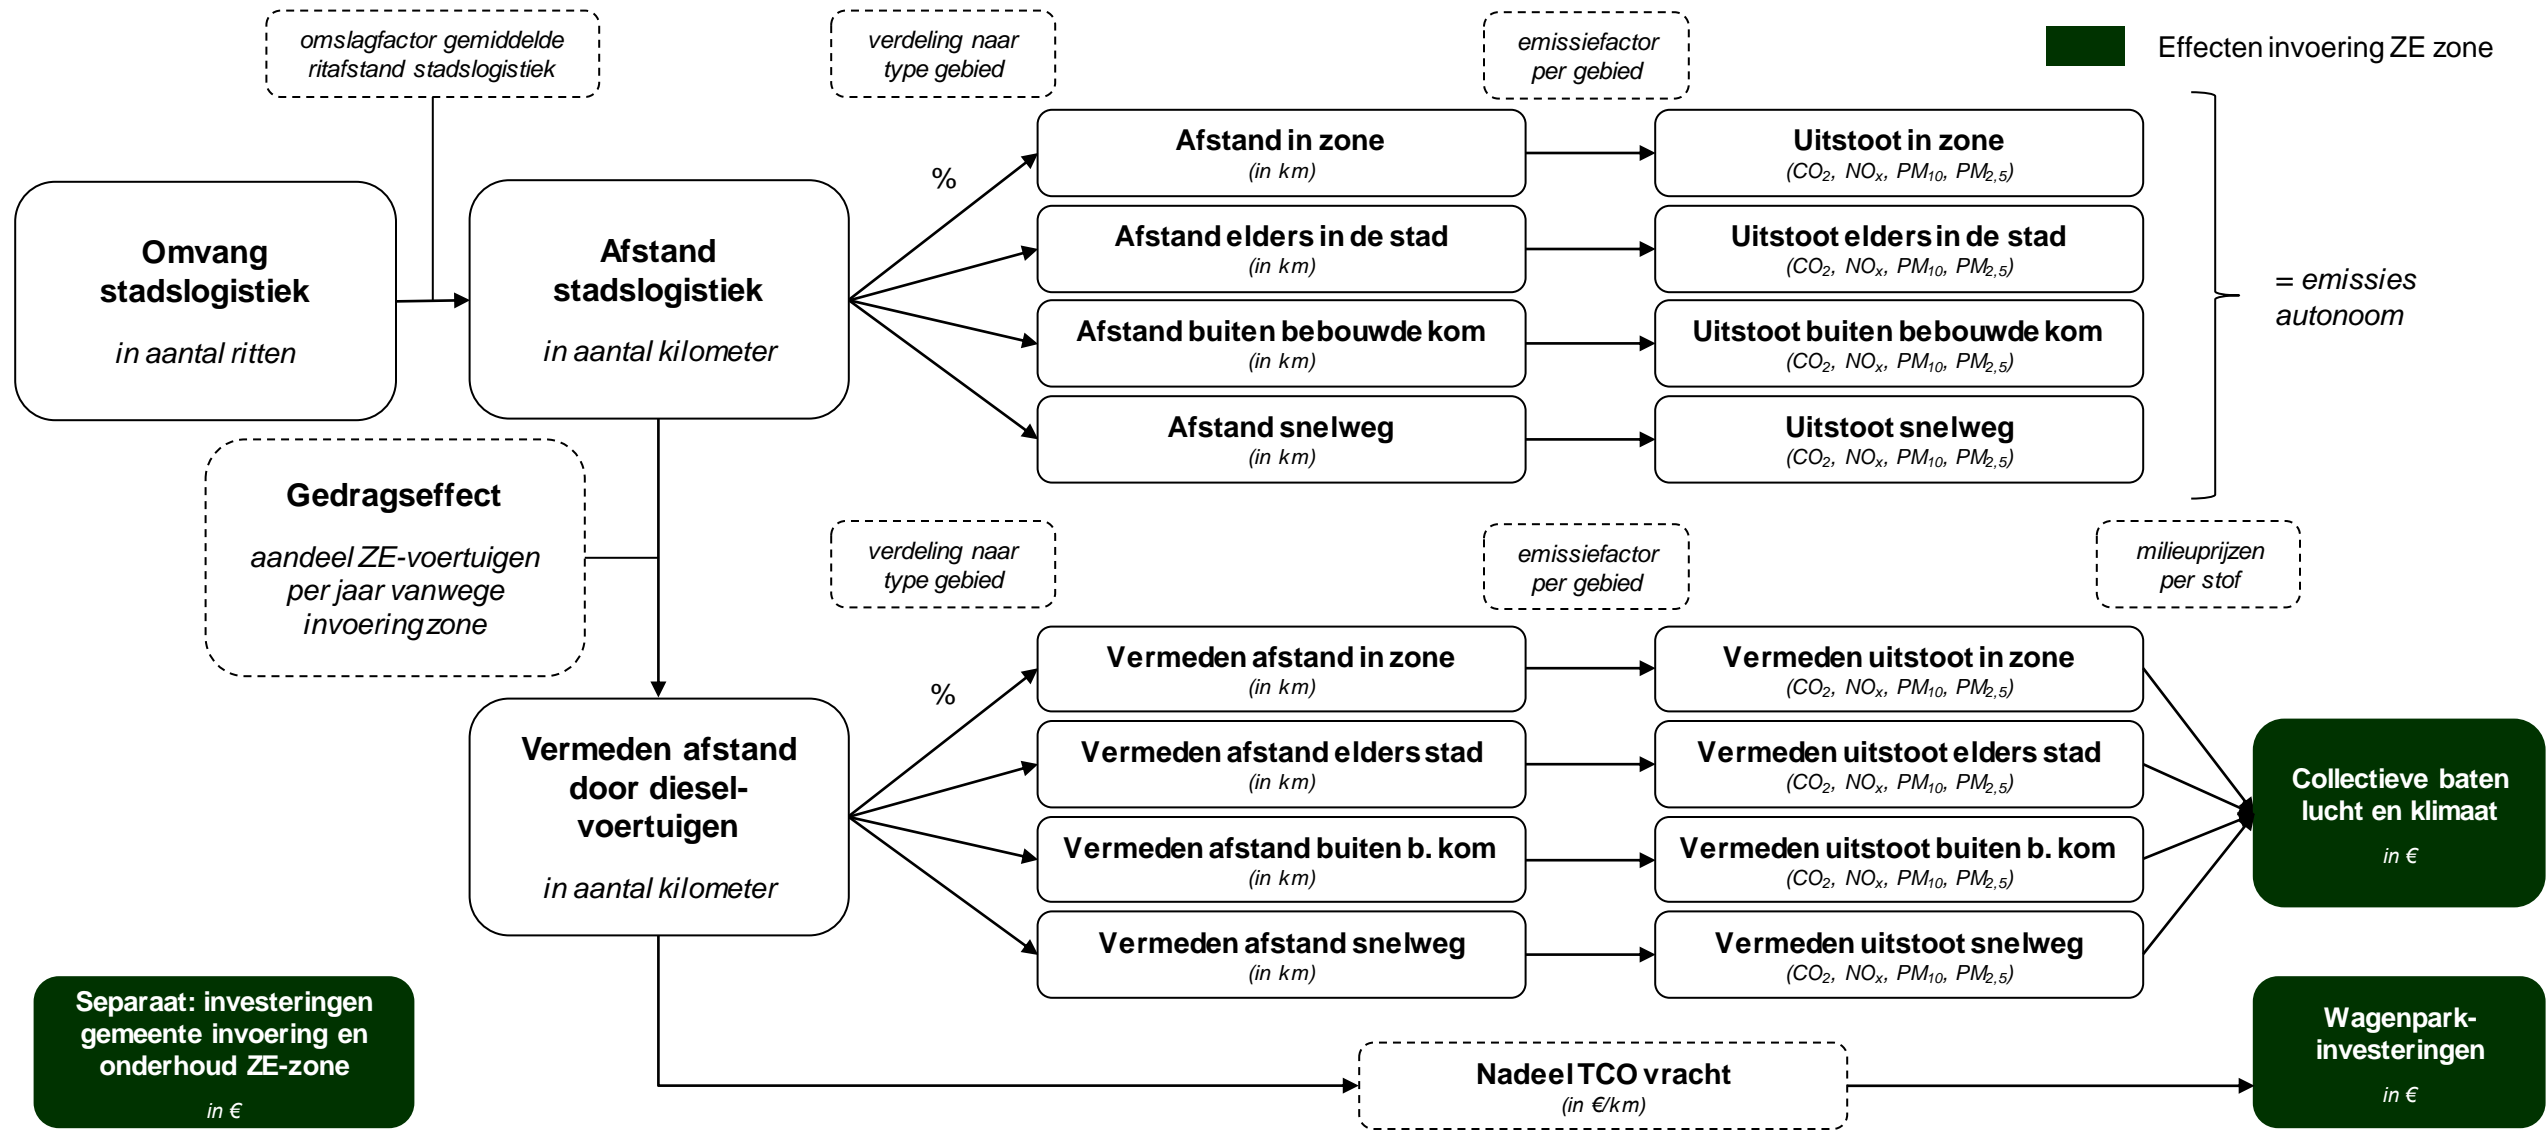 omslagfactor gemiddelde
ritafstand stadslogistiek
verdeling naar
type gebied
emissiefactor
per gebied
Effecten invoering ZE zone
Omvang
stadslogistiek
in aantal ritten
Afstand
stadslogistiek
in aantal kilometer
%
Afstand in zone
(in km)
Uitstoot in zone
(CO₂, NOₓ, PM₁₀, PM₂,₅)
Afstand elders in de stad
(in km)
Uitstoot elders in de stad
(CO₂, NOₓ, PM₁₀, PM₂,₅)
Afstand buiten bebouwde kom
(in km)
Uitstoot buiten bebouwde kom
(CO₂, NOₓ, PM₁₀, PM₂,₅)
Afstand snelweg
(in km)
Uitstoot snelweg
(CO₂, NOₓ, PM₁₀, PM₂,₅)
= emissies
autonoom
Gedragseffect
aandeel ZE-voertuigen
per jaar vanwege
invoering zone
verdeling naar
type gebied
emissiefactor
per gebied
milieuprijzen
per stof
Vermeden afstand
door diesel-
voertuigen
in aantal kilometer
%
Vermeden afstand in zone
(in km)
Vermeden uitstoot in zone
(CO₂, NOₓ, PM₁₀, PM₂,₅)
Vermeden afstand elders stad
(in km)
Vermeden uitstoot elders stad
(CO₂, NOₓ, PM₁₀, PM₂,₅)
Vermeden afstand buiten b. kom
(in km)
Vermeden uitstoot buiten b. kom
(CO₂, NOₓ, PM₁₀, PM₂,₅)
Vermeden afstand snelweg
(in km)
Vermeden uitstoot snelweg
(CO₂, NOₓ, PM₁₀, PM₂,₅)
Collectieve baten
lucht en klimaat
in €
Separaat: investeringen
gemeente invoering en
onderhoud ZE-zone
in €
Nadeel TCO vracht
(in €/km)
Wagenpark-
investeringen
in €